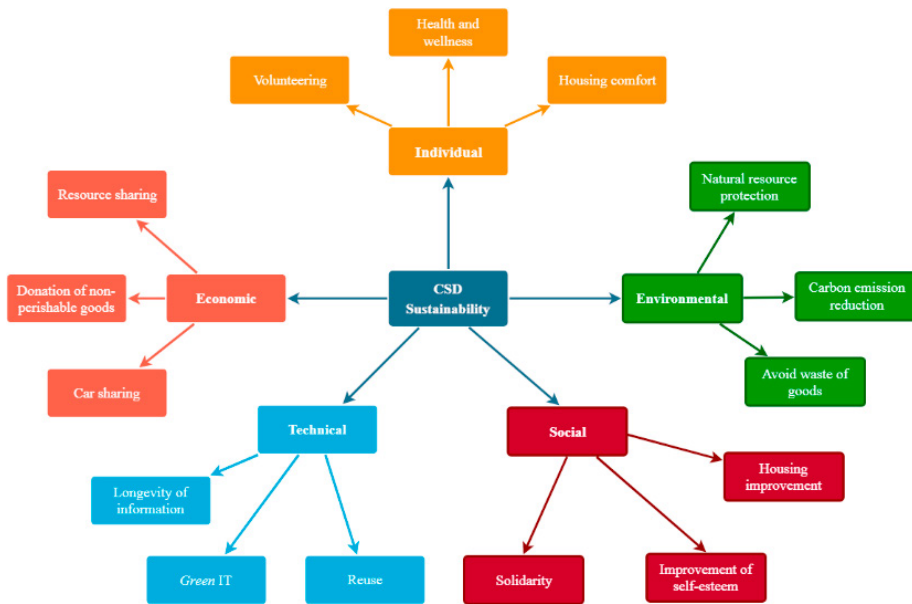 Health and
wellness
Volunteering
Housing comfort
Individual
Natural resource
protection
Resource sharing
Donation of non-
perishable goods
Economic
CSD
Sustainability
Environmental
Carbon emission
reduction
Car sharing
Avoid waste of
goods
Technical
Social
Longevity of
information
Housing
improvement
Green IT
Reuse
Solidarity
Improvement of
self-esteem